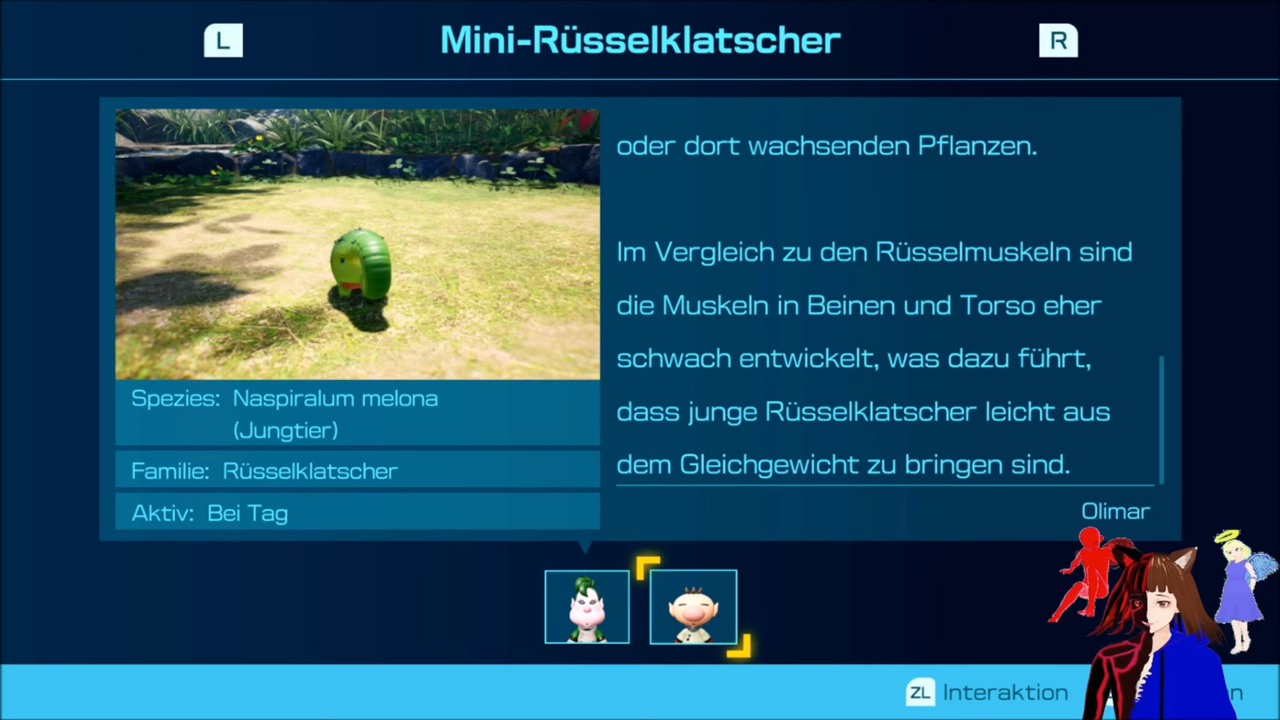 L
Mini-Rüsselklatscher
R
oder dort wachsenden Pflanzen.
Im Vergleich zu den Rüsselmuskeln sind
die Muskeln in Beinen und Torso eher
schwach entwickelt, was dazu führt,
dass junge Rüsselklatscher leicht aus
dem Gleichgewicht zu bringen sind.
Olimar
Spezies: Naspiralum melona
(Jungtier)
Familie: Rüsselklatscher
Aktiv: Bei Tag
ZL Interaktion